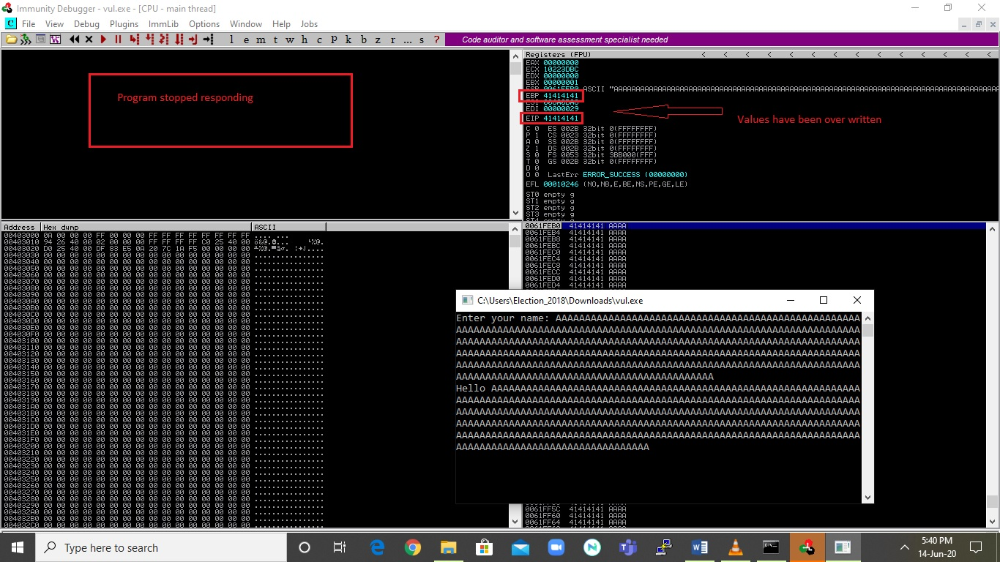 Immunity Debugger - vul.exe - [CPU - main thread]
File View Debug Plugins ImmLib Options Window Help Jobs
l e m t w h c P k b z r ... s ? Code auditor and software assessment specialist needed
Program stopped responding
Registers (FPU) < < < < < < < < < < < <
EAX 00000000
ECX 10223DBC
EDX 00000000
EBX 00000001
ESP 0061FEB0 ASCII "AAAAAAAAAAAAAAAAAAAAAAAAAAAAAAAAAAAAAAAAAAAAAAAAAAAAAAAAAAAAAAAAAAAAAAAAAAAAAAAAAAAAAAA
EBP 41414141
EDI 00000029
EIP 41414141
Values have been over written
C 0 ES 002B 32bit 0(FFFFFFFF)
P 1 CS 0023 32bit 0(FFFFFFFF)
A 0 SS 002B 32bit 0(FFFFFFFF)
Z 1 DS 002B 32bit 0(FFFFFFFF)
S 0 FS 0053 32bit 3BB000(FFF)
T 0 GS 002B 32bit 0(FFFFFFFF)
D 0
O 0 LastErr ERROR_SUCCESS (00000000)
EFL 00010246 (NO,NB,E,BE,NS,PE,GE,LE)
ST0 empty g
ST1 empty g
ST2 empty g
ST3 empty g
Address Hex dump ASCII
00403000 0A 00 00 00 FF 00 00 00 FF FF FF FF FF FF FF FF
00403010 94 26 40 00 02 00 00 00 FF FF FF FF C0 25 40 00
00403020 D0 25 40 00 DF 83 E5 0A 20 7C 1A F5 00 00 00 00
00403030 00 00 00 00 00 00 00 00 00 00 00 00 00 00 00 00 ................
00403040 00 00 00 00 00 00 00 00 00 00 00 00 00 00 00 00 ................
00403050 00 00 00 00 00 00 00 00 00 00 00 00 00 00 00 00 ................
00403060 00 00 00 00 00 00 00 00 00 00 00 00 00 00 00 00 ................
00403070 00 00 00 00 00 00 00 00 00 00 00 00 00 00 00 00 ................
00403080 00 00 00 00 00 00 00 00 00 00 00 00 00 00 00 00 ................
00403090 00 00 00 00 00 00 00 00 00 00 00 00 00 00 00 00 ................
004030A0 00 00 00 00 00 00 00 00 00 00 00 00 00 00 00 00 ................
004030B0 00 00 00 00 00 00 00 00 00 00 00 00 00 00 00 00 ................
004030C0 00 00 00 00 00 00 00 00 00 00 00 00 00 00 00 00 ................
004030D0 00 00 00 00 00 00 00 00 00 00 00 00 00 00 00 00 ................
004030E0 00 00 00 00 00 00 00 00 00 00 00 00 00 00 00 00 ................
004030F0 00 00 00 00 00 00 00 00 00 00 00 00 00 00 00 00 ................
00403100 00 00 00 00 00 00 00 00 00 00 00 00 00 00 00 00 ................
00403110 00 00 00 00 00 00 00 00 00 00 00 00 00 00 00 00 ................
00403120 00 00 00 00 00 00 00 00 00 00 00 00 00 00 00 00 ................
00403130 00 00 00 00 00 00 00 00 00 00 00 00 00 00 00 00 ................
00403140 00 00 00 00 00 00 00 00 00 00 00 00 00 00 00 00 ................
00403150 00 00 00 00 00 00 00 00 00 00 00 00 00 00 00 00 ................
00403160 00 00 00 00 00 00 00 00 00 00 00 00 00 00 00 00 ................
00403170 00 00 00 00 00 00 00 00 00 00 00 00 00 00 00 00 ................
00403180 00 00 00 00 00 00 00 00 00 00 00 00 00 00 00 00 ................
00403190 00 00 00 00 00 00 00 00 00 00 00 00 00 00 00 00 ................
004031A0 00 00 00 00 00 00 00 00 00 00 00 00 00 00 00 00 ................
004031B0 00 00 00 00 00 00 00 00 00 00 00 00 00 00 00 00 ................
004031C0 00 00 00 00 00 00 00 00 00 00 00 00 00 00 00 00 ................
004031D0 00 00 00 00 00 00 00 00 00 00 00 00 00 00 00 00 ................
004031E0 00 00 00 00 00 00 00 00 00 00 00 00 00 00 00 00 ................
004031F0 00 00 00 00 00 00 00 00 00 00 00 00 00 00 00 00 ................
00403200 00 00 00 00 00 00 00 00 00 00 00 00 00 00 00 00 ................
00403210 00 00 00 00 00 00 00 00 00 00 00 00 00 00 00 00 ................
00403220 00 00 00 00 00 00 00 00 00 00 00 00 00 00 00 00 ................
00403230 00 00 00 00 00 00 00 00 00 00 00 00 00 00 00 00 ................
00403240 00 00 00 00 00 00 00 00 00 00 00 00 00 00 00 00 ................
00403250 00 00 00 00 00 00 00 00 00 00 00 00 00 00 00 00 ................
00403260 00 00 00 00 00 00 00 00 00 00 00 00 00 00 00 00 ................
00403270 00 00 00 00 00 00 00 00 00 00 00 00 00 00 00 00 ................
00403280 00 00 00 00 00 00 00 00 00 00 00 00 00 00 00 00 ................
00403290 00 00 00 00 00 00 00 00 00 00 00 00 00 00 00 00 ................
004032A0 00 00 00 00 00 00 00 00 00 00 00 00 00 00 00 00 ................
004032B0 00 00 00 00 00 00 00 00 00 00 00 00 00 00 00 00 ................
004032C0 00 00 00 00 00 00 00 00 00 00 00 00 00 00 00 00 ................
0061FEB0 41414141 AAAA
0061FEB4 41414141 AAAA
0061FEB8 41414141 AAAA
0061FEBC 41414141 AAAA
0061FEC0 41414141 AAAA
0061FEC4 41414141 AAAA
0061FEC8 41414141 AAAA
0061FECC 41414141 AAAA
0061FED0 41414141 AAAA
0061FED4 41414141 AAAA
C:\Users\Election_2018\Downloads\vul.exe
Enter your name: AAAAAAAAAAAAAAAAAAAAAAAAAAAAAAAAAAAAAAAAAAAAAAAAAAAA
AAAAAAAAAAAAAAAAAAAAAAAAAAAAAAAAAAAAAAAAAAAAAAAAAAAAAAAAAAAAAAAAAAAAA
AAAAAAAAAAAAAAAAAAAAAAAAAAAAAAAAAAAAAAAAAAAAAAAAAAAAAAAAAAAAAAAAAAAAA
AAAAAAAAAAAAAAAAAAAAAAAAAAAAAAAAAAAAAAAAAAAAAAAAAAAAAAAAAAAAAAAAAAAAA
AAAAAAAAAAAAAAAAAAAAAAAAAAAAAAAAAAAAAAAAAAAAAAAAAAAAAAAAAAAAAAAAAAAAA
AAAAAAAAAAAAAAAAAAAAAAAAAAAAAAAAAAAAAAAAAAAA
Hello AAAAAAAAAAAAAAAAAAAAAAAAAAAAAAAAAAAAAAAAAAAAAAAAAAAAAAAAAAAAAAA
AAAAAAAAAAAAAAAAAAAAAAAAAAAAAAAAAAAAAAAAAAAAAAAAAAAAAAAAAAAAAAAAAAAAA
AAAAAAAAAAAAAAAAAAAAAAAAAAAAAAAAAAAAAAAAAAAAAAAAAAAAAAAAAAAAAAAAAAAAA
AAAAAAAAAAAAAAAAAAAAAAAAAAAAAAAAAAAAAAAAAAAAAAAAAAAAAAAAAAAAAAAAAAAAA
AAAAAAAAAAAAAAAAAAAAAAAAAAAAAAAAAAAAAAAAAAAAAAAAAAAAAAAAAAAAAAAAAAAAA
AAAAAAAAAAAAAAAAAAAAAAAAAAAAAAAAA
0061FF5C 41414141 AAAA
0061FF60 41414141 AAAA
0061FF64 41414141 AAAA
Type here to search
5:40 PM
14-Jun-20